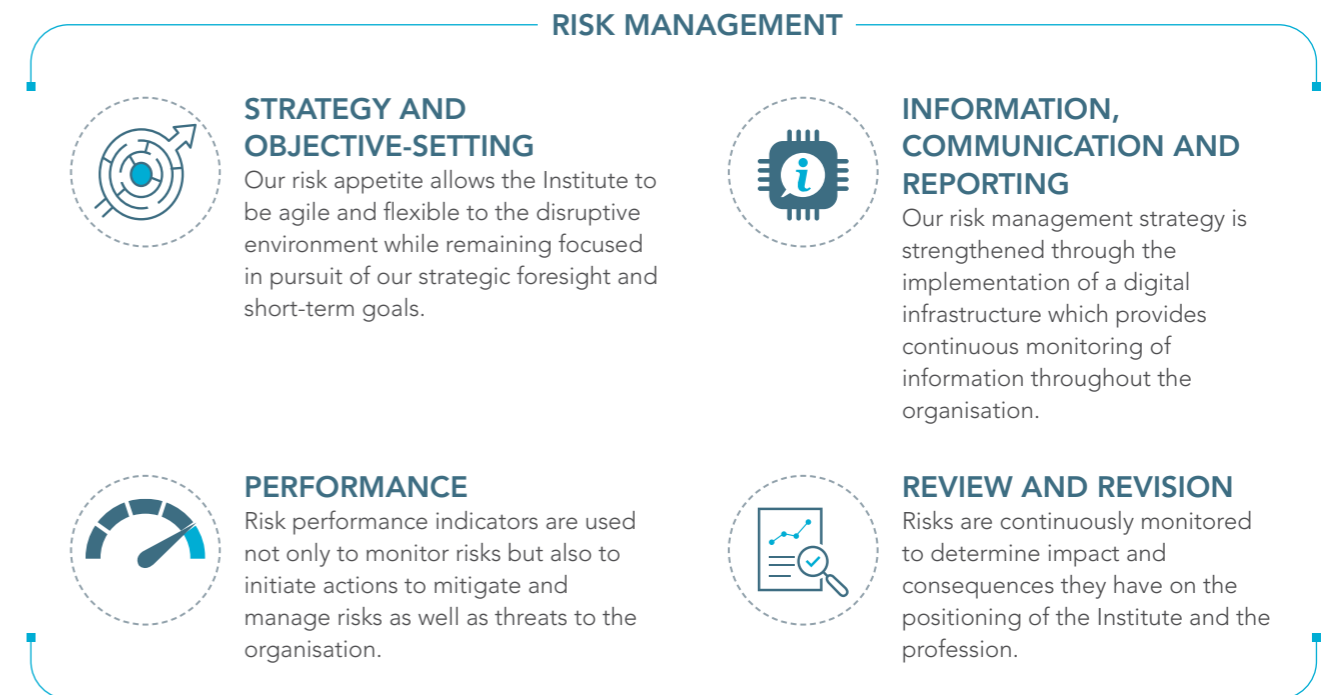 RISK MANAGEMENT
STRATEGY AND
OBJECTIVE-SETTING
Our risk appetite allows the Institute to
be agile and flexible to the disruptive
environment while remaining focused
in pursuit of our strategic foresight and
short-term goals.
INFORMATION,
COMMUNICATION AND
REPORTING
Our risk management strategy is
strengthened through the
implementation of a digital
infrastructure which provides
continuous monitoring of
information throughout the
organisation.
PERFORMANCE
Risk performance indicators are used
not only to monitor risks but also to
initiate actions to mitigate and
manage risks as well as threats to the
organisation.
REVIEW AND REVISION
Risks are continuously monitored
to determine impact and
consequences they have on the
positioning of the Institute and the
profession.